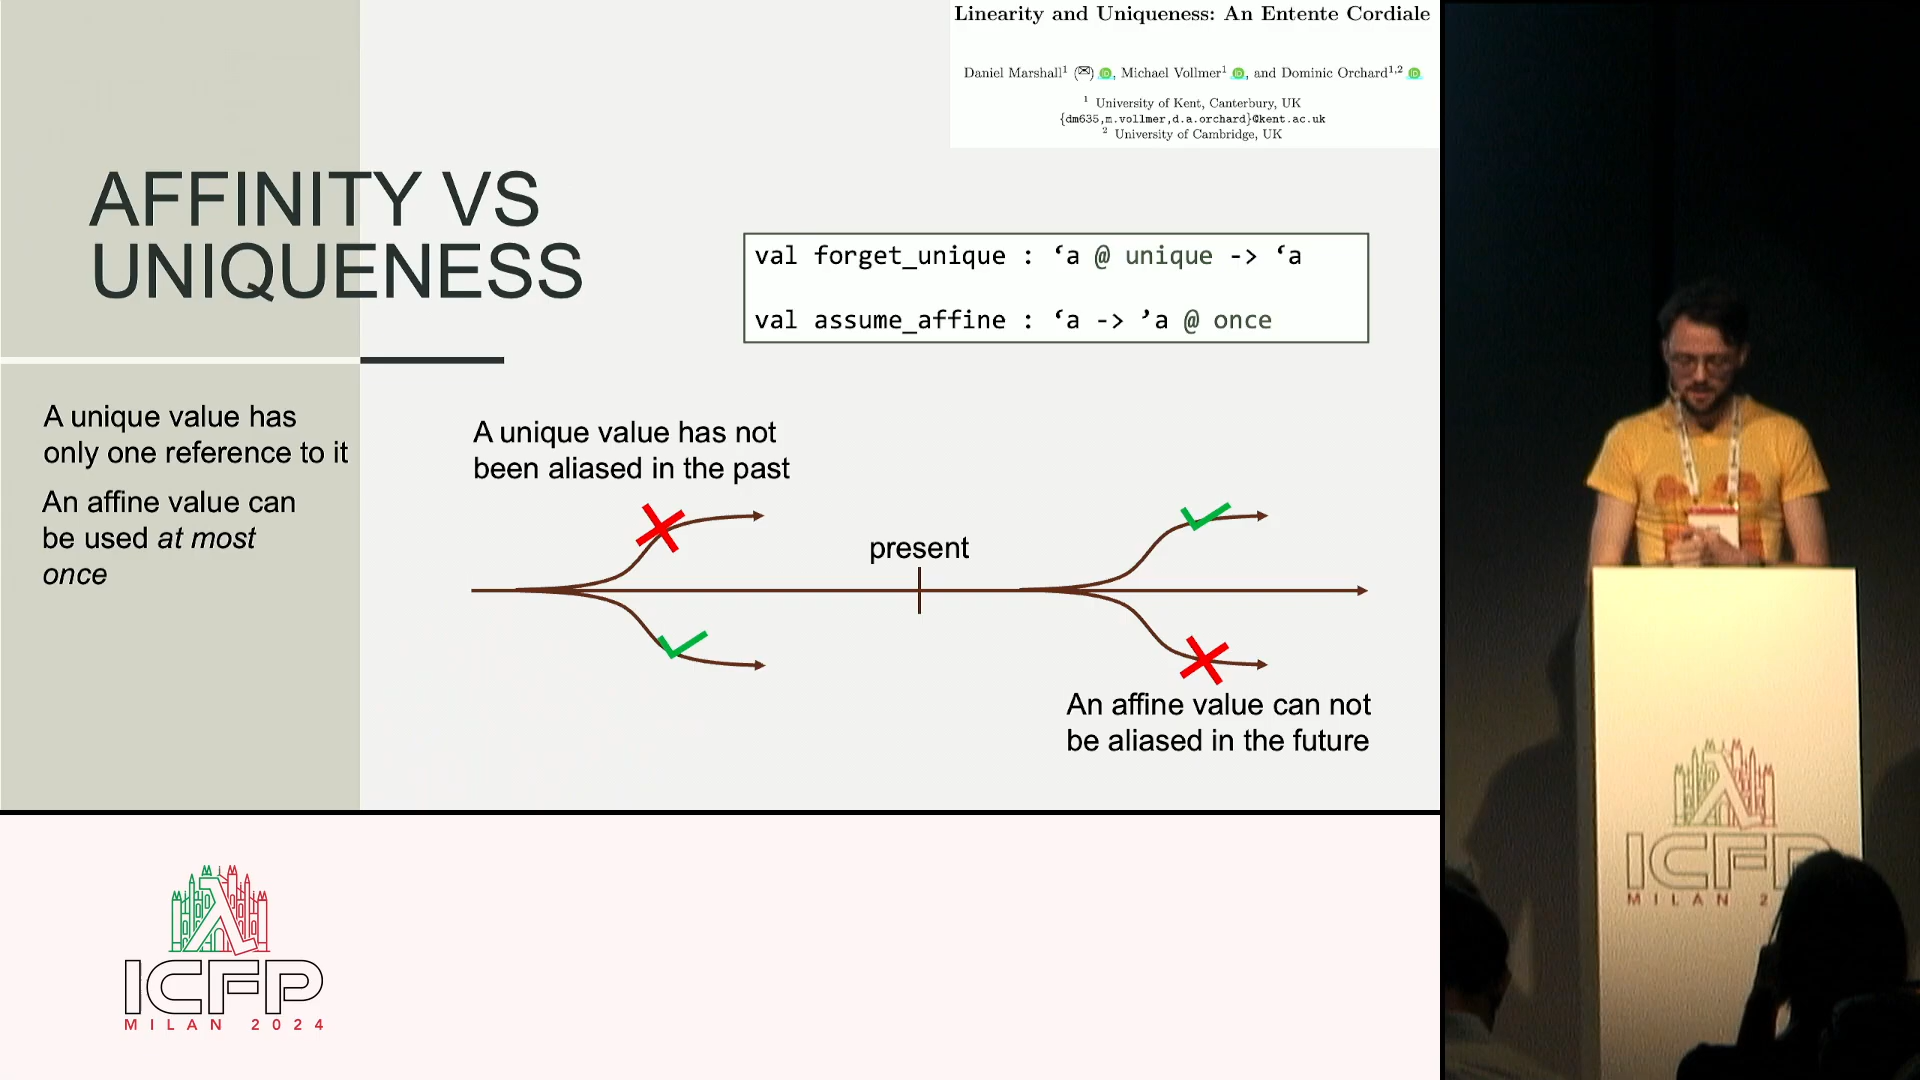 Linearity and Uniqueness: An Entente Cordiale
Daniel Marshall¹ (✉), Michael Vollmer¹, and Dominic Orchard¹,²
¹ University of Kent, Canterbury, UK
{dm635,m.vollmer,d.a.orchard}@kent.ac.uk
² University of Cambridge, UK
AFFINITY VS
UNIQUENESS
val forget_unique : ‘a @ unique -> ‘a
val assume_affine : ‘a -> ’a @ once
A unique value has
only one reference to it
An affine value can
be used at most
once
A unique value has not
been aliased in the past
present
An affine value can not
be aliased in the future
ICFP
MILAN 2024
ICFP
MILAN 2